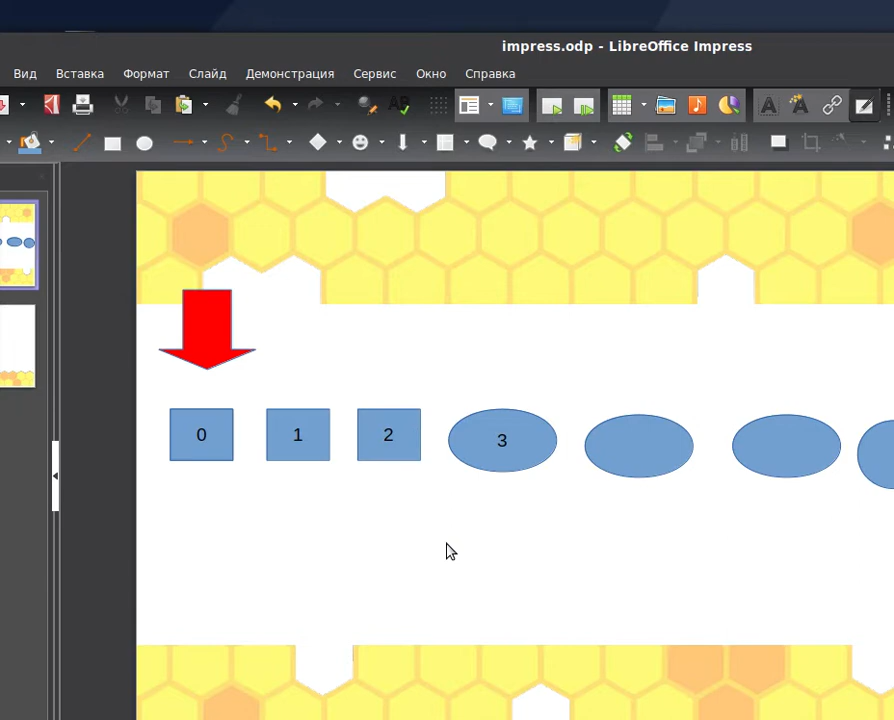 impress.odp - LibreOffice Impress
Вид Вставка Формат Слайд Демонстрация Сервис Окно Справка
0 1 2 3